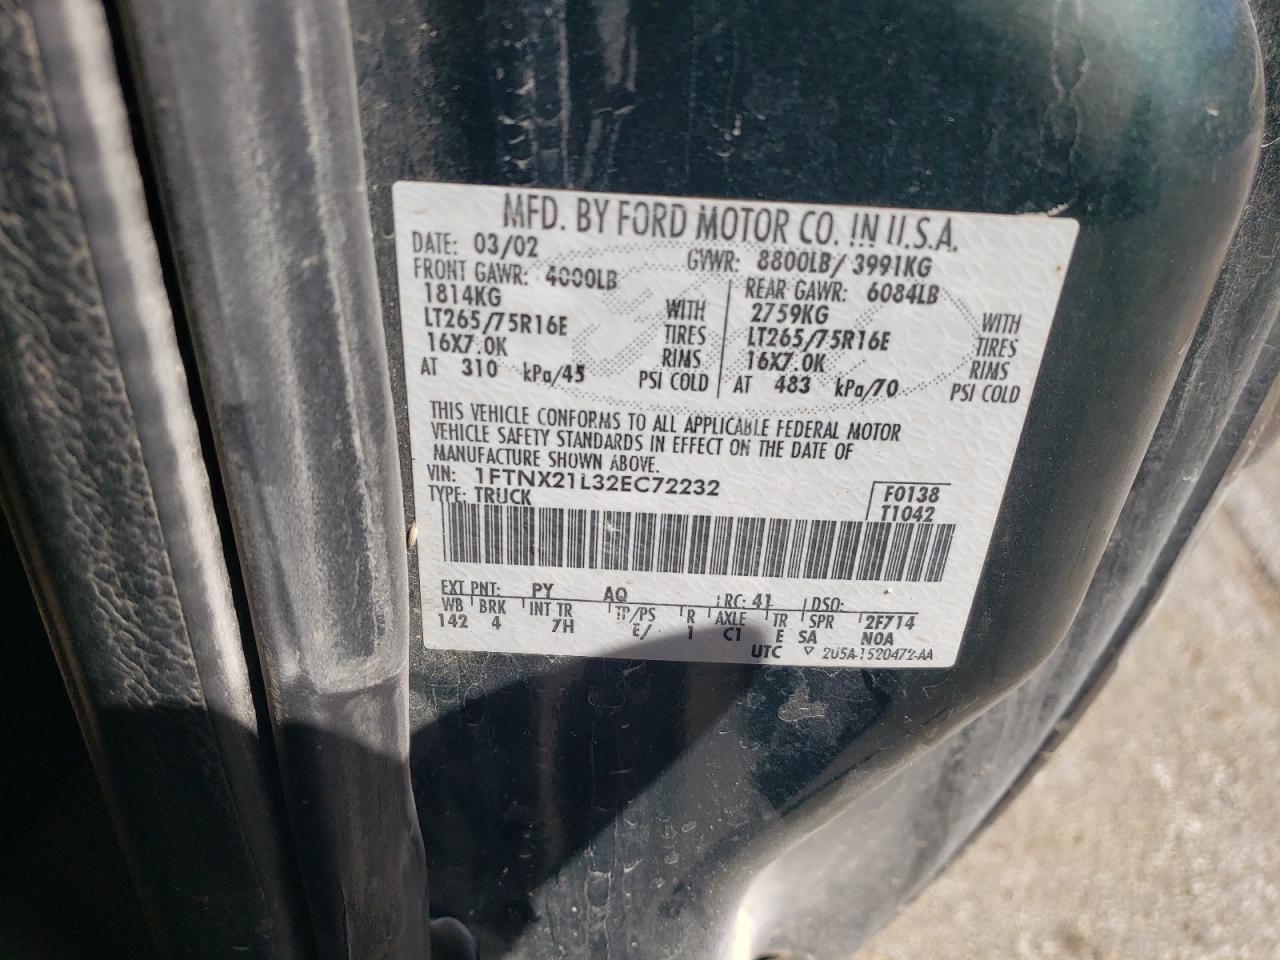 MFD. BY FORD MOTOR CO. IN U.S.A.
DATE: 03/02 GVWR: 8800LB/ 3991KG
FRONT GAWR: 4000LB REAR GAWR: 6084LB
1814KG WITH 2759KG WITH
LT265/75R16E TIRES LT265/75R16E TIRES
16X7.0K RIMS 16X7.0K RIMS
AT 310 kPa/45 PSI COLD AT 483 kPa/70 PSI COLD
THIS VEHICLE CONFORMS TO ALL APPLICABLE FEDERAL MOTOR
VEHICLE SAFETY STANDARDS IN EFFECT ON THE DATE OF
MANUFACTURE SHOWN ABOVE.
VIN: 1FTNX21L32EC72232 F0138
TYPE: TRUCK T1042
EXT PNT: PY AQ RC: 41 DSO:
WB BRK INT TR TP/PS R AXLE TR SPR 2F714
142 4 7H E/ 1 C1 E SA N0A
UTC ▽ 2U5A-1520472-AA